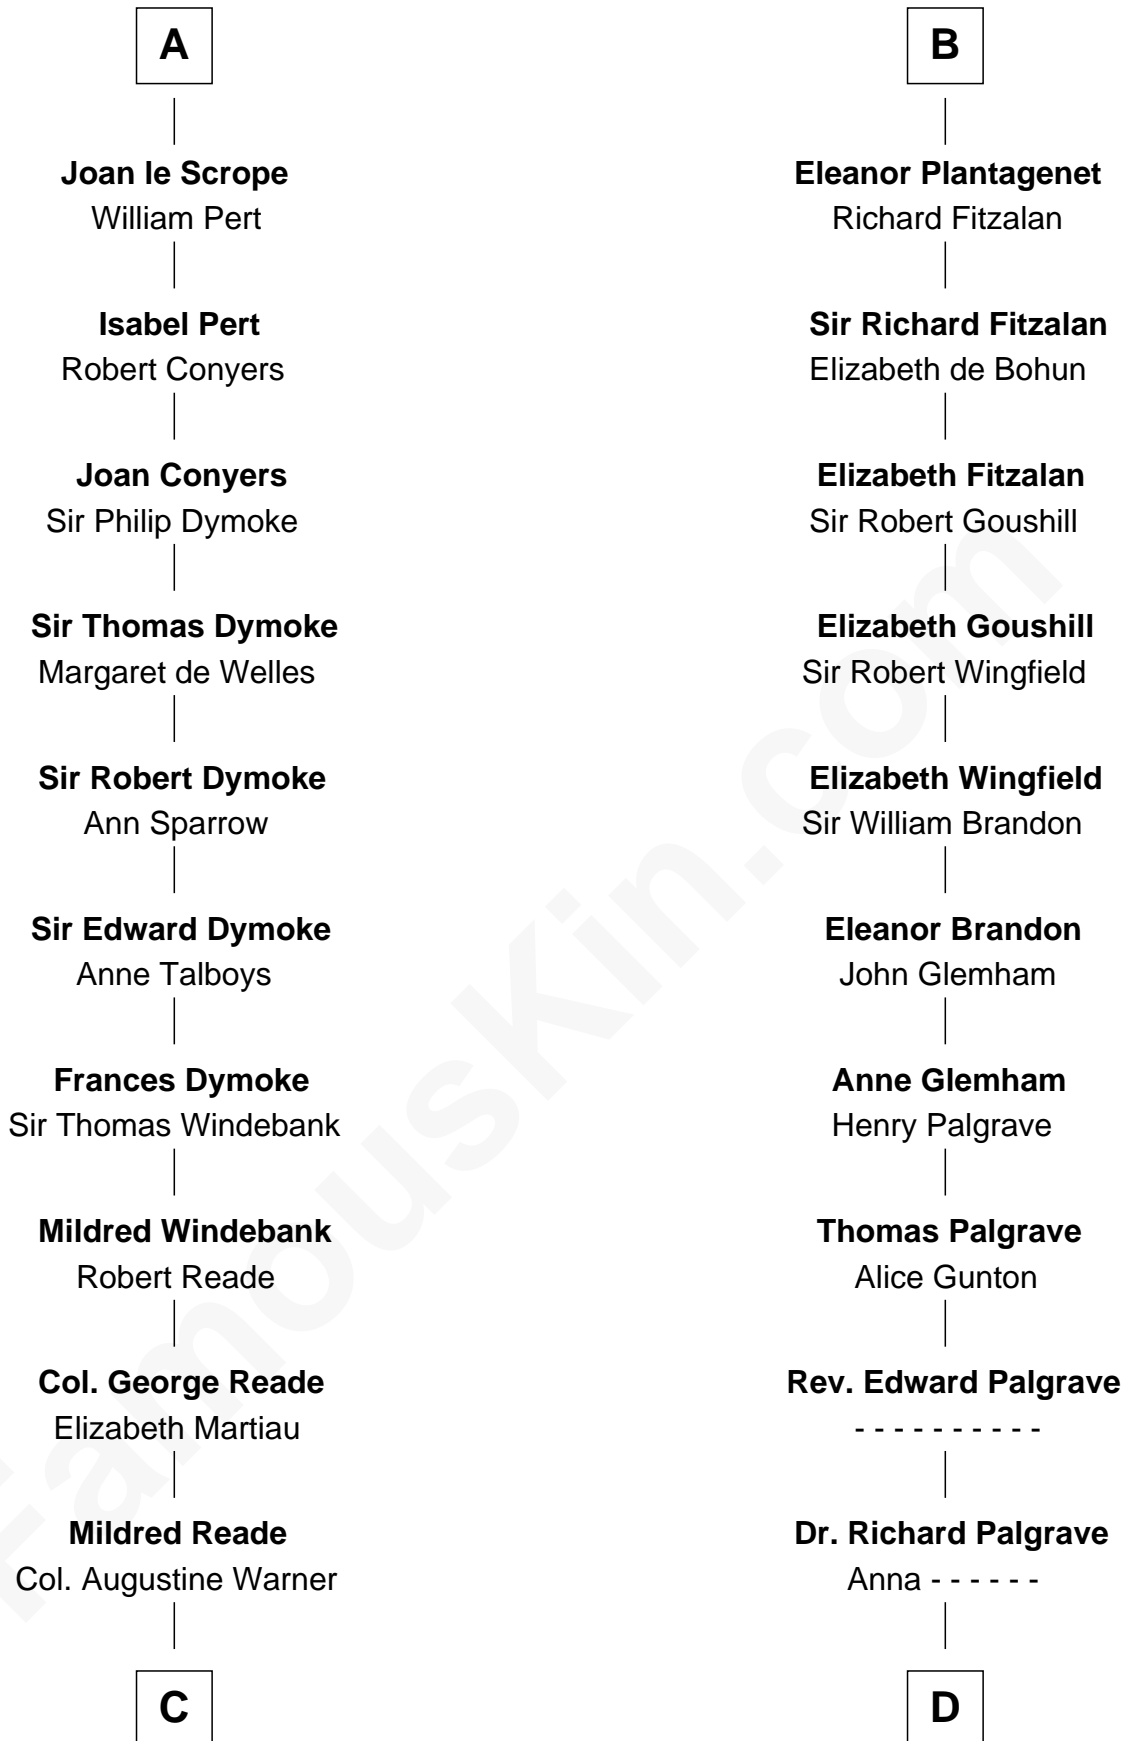 A
Joan le Scrope
William Pert
Isabel Pert
Robert Conyers
Joan Conyers
Sir Philip Dymoke
Sir Thomas Dymoke
Margaret de Welles
Sir Robert Dymoke
Ann Sparrow
Sir Edward Dymoke
Anne Talboys
Frances Dymoke
Sir Thomas Windebank
Mildred Windebank
Robert Reade
Col. George Reade
Elizabeth Martiau
Mildred Reade
Col. Augustine Warner
C
B
Eleanor Plantagenet
Richard Fitzalan
Sir Richard Fitzalan
Elizabeth de Bohun
Elizabeth Fitzalan
Sir Robert Goushill
Elizabeth Goushill
Sir Robert Wingfield
Elizabeth Wingfield
Sir William Brandon
Eleanor Brandon
John Glemham
Anne Glemham
Henry Palgrave
Thomas Palgrave
Alice Gunton
Rev. Edward Palgrave
- - - - - - - - - -
Dr. Richard Palgrave
Anna - - - - - -
D
FamousKin.com